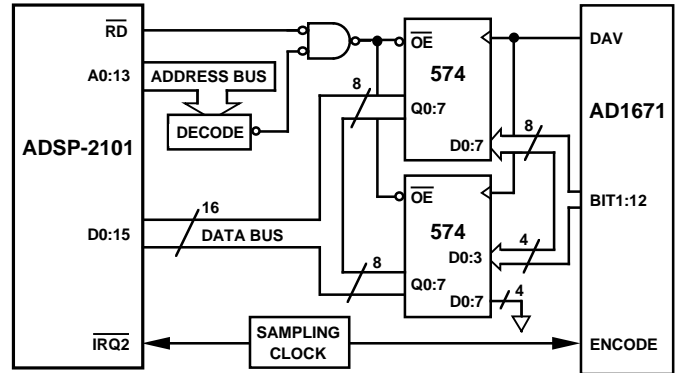 ADSP-2101
RD
A0:13
ADDRESS BUS
DECODE
D0:15
16
DATA BUS
IRQ2
SAMPLING
CLOCK
8
8
OE
574
Q0:7
D0:7
OE
574
D0:3
Q0:7
D0:7
8
4
4
DAV
AD1671
BIT1:12
ENCODE